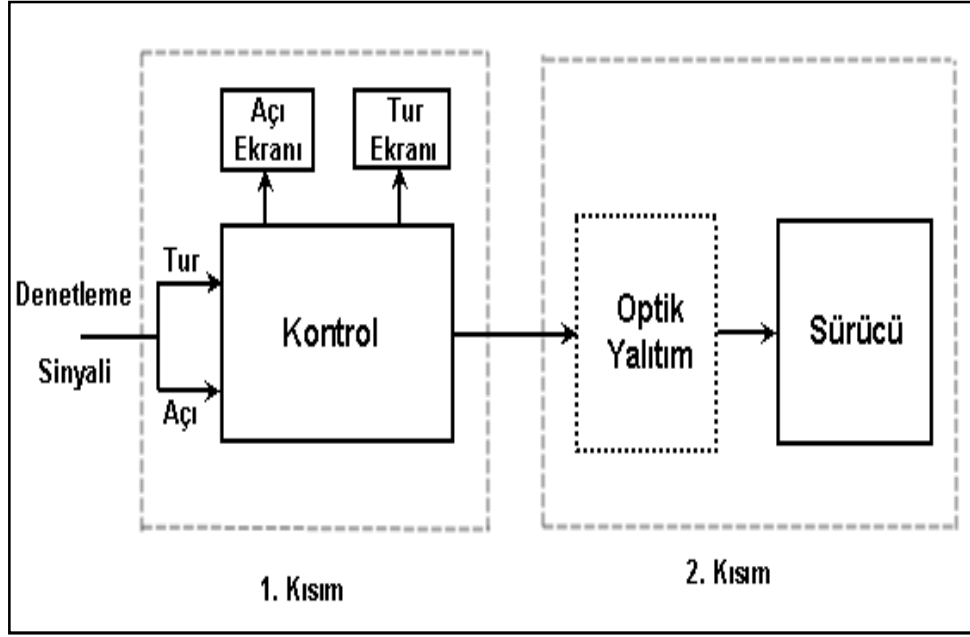 Açı
Ekranı
Tur
Ekranı
Tur
Denetleme
Sinyali
Açı
Kontrol
Optik
Yalıtım
Sürücü
1. Kısım
2. Kısım